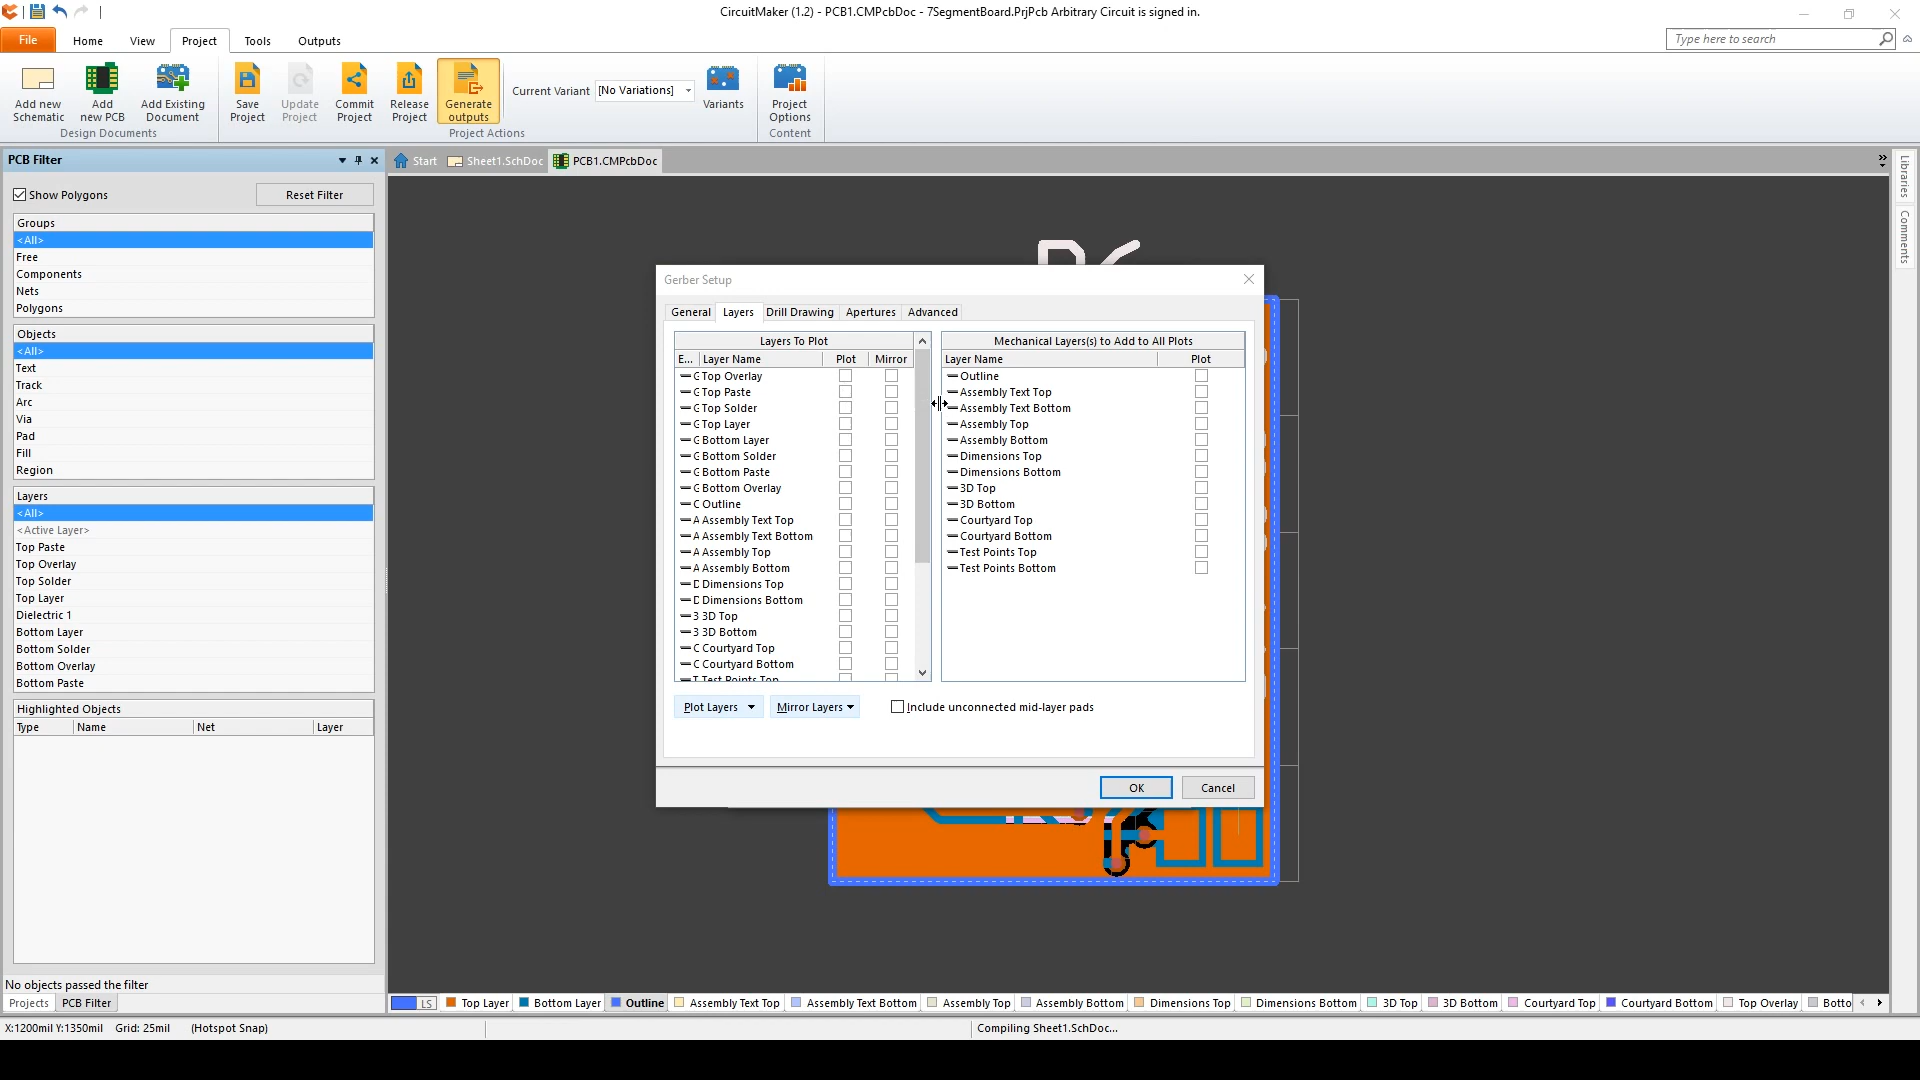 CircuitMaker (1.2) - PCB1.CMPcbDoc - 7SegmentBoard.PrjPcb Arbitrary Circuit is signed in.
File Home View Project Tools Outputs
Type here to search
Add new Schematic
Add new PCB
Add Existing Document
Design Documents
Save Project
Update Project
Commit Project
Release Project
Generate outputs
Current Variant [No Variations]
Variants
Project Actions
Project Options
Content
PCB Filter
Start Sheet1.SchDoc PCB1.CMPcbDoc
Libraries
Comments
Show Polygons Reset Filter
Groups
<All>
Free
Components
Nets
Polygons
Objects
<All>
Text
Track
Arc
Via
Pad
Fill
Region
Layers
<All>
<Active Layer>
Top Paste
Top Overlay
Top Solder
Top Layer
Dielectric 1
Bottom Layer
Bottom Solder
Bottom Overlay
Bottom Paste
Highlighted Objects
Type Name Net Layer
No objects passed the filter
Projects PCB Filter
Gerber Setup
General Layers Drill Drawing Apertures Advanced
Layers To Plot
E... Layer Name Plot Mirror
G Top Overlay
G Top Paste
G Top Solder
G Top Layer
G Bottom Layer
G Bottom Solder
G Bottom Paste
G Bottom Overlay
C Outline
A Assembly Text Top
A Assembly Text Bottom
A Assembly Top
A Assembly Bottom
D Dimensions Top
D Dimensions Bottom
3 3D Top
3 3D Bottom
C Courtyard Top
C Courtyard Bottom
T Test Points Top
Mechanical Layers(s) to Add to All Plots
Layer Name Plot
Outline
Assembly Text Top
Assembly Text Bottom
Assembly Top
Assembly Bottom
Dimensions Top
Dimensions Bottom
3D Top
3D Bottom
Courtyard Top
Courtyard Bottom
Test Points Top
Test Points Bottom
Plot Layers Mirror Layers Include unconnected mid-layer pads
OK Cancel
LS Top Layer Bottom Layer Outline Assembly Text Top Assembly Text Bottom Assembly Top Assembly Bottom Dimensions Top Dimensions Bottom 3D Top 3D Bottom Courtyard Top Courtyard Bottom Top Overlay Botto
X:1200mil Y:1350mil Grid: 25mil (Hotspot Snap) Compiling Sheet1.SchDoc...